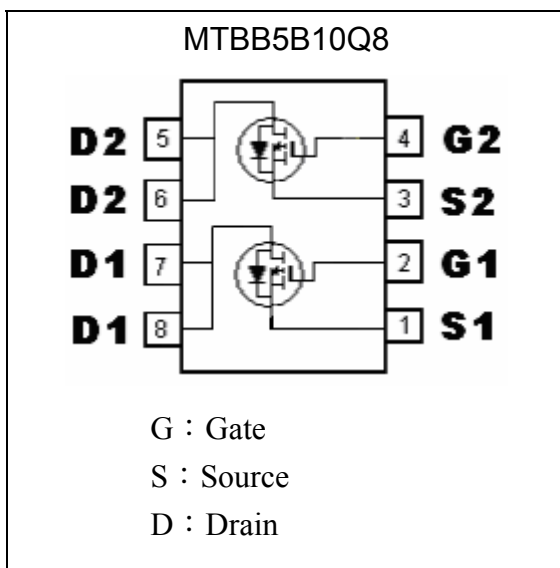 MTBB5B10Q8
D2 5 4 G2
D2 6 3 S2
D1 7 2 G1
D1 8 1 S1
G：Gate
S：Source
D：Drain